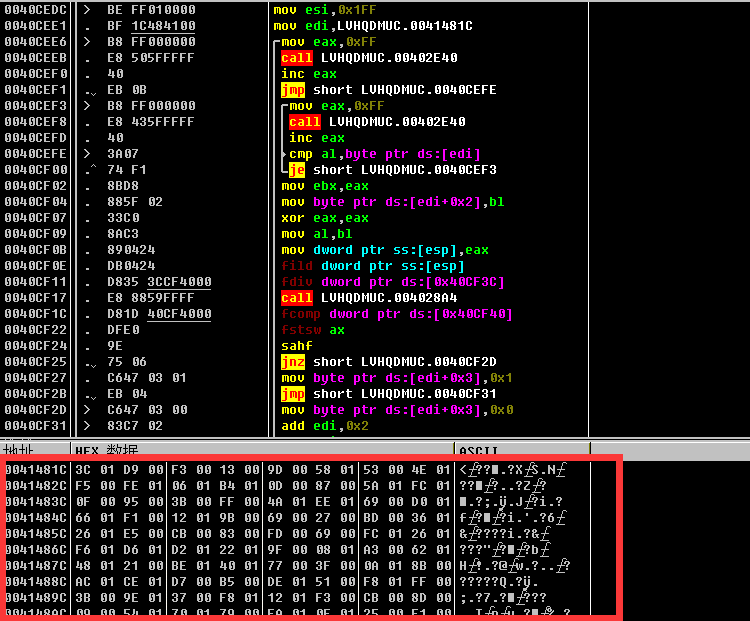 0040CEDC > BE FF010000 mov esi,0x1FF
0040CEE1 . BF 1C484100 mov edi,LVHQDMUC.0041481C
0040CEE6 > B8 FF000000 mov eax,0xFF
0040CEEB . E8 505FFFFF call LVHQDMUC.00402E40
0040CEF0 . 40 inc eax
0040CEF1 . EB 0B jmp short LVHQDMUC.0040CEFE
0040CEF3 > B8 FF000000 mov eax,0xFF
0040CEF8 . E8 435FFFFF call LVHQDMUC.00402E40
0040CEFD . 40 inc eax
0040CEFE > 3A07 cmp al,byte ptr ds:[edi]
0040CF00 .^ 74 F1 je short LVHQDMUC.0040CEF3
0040CF02 . 8BD8 mov ebx,eax
0040CF04 . 885F 02 mov byte ptr ds:[edi+0x2],bl
0040CF07 . 33C0 xor eax,eax
0040CF09 . 8AC3 mov al,bl
0040CF0B . 890424 mov dword ptr ss:[esp],eax
0040CF0E . DB0424 fild dword ptr ss:[esp]
0040CF11 . D835 3CCF4000 fdiv dword ptr ds:[0x40CF3C]
0040CF17 . E8 8859FFFF call LVHQDMUC.004028A4
0040CF1C . D81D 40CF4000 fcomp dword ptr ds:[0x40CF40]
0040CF22 . DFE0 fstsw ax
0040CF24 . 9E sahf
0040CF25 . 75 06 jnz short LVHQDMUC.0040CF2D
0040CF27 . C647 03 01 mov byte ptr ds:[edi+0x3],0x1
0040CF2B . EB 04 jmp short LVHQDMUC.0040CF31
0040CF2D > C647 03 00 mov byte ptr ds:[edi+0x3],0x0
0040CF31 > 83C7 02 add edi,0x2
地址 HEX 数据 ASCII
0041481C 3C 01 D9 00 F3 00 13 00 9D 00 58 01 53 00 4E 01
0041482C F5 00 FE 01 06 01 B4 01 0D 00 87 00 5A 01 FC 01
0041483C 0F 00 95 00 3B 00 FF 00 4A 01 EE 01 69 00 D0 01
0041484C 66 01 F1 00 12 01 9B 00 69 00 27 00 BD 00 36 01
0041485C 26 01 E5 00 CB 00 83 00 FD 00 69 00 FC 01 26 01
0041486C F6 01 D6 01 D2 01 22 01 9F 00 08 01 A3 00 62 01
0041487C 48 01 21 00 BE 01 40 01 77 00 3F 00 0A 01 8B 00
0041488C AC 01 CE 01 D7 00 B5 00 DE 01 51 00 F8 01 FF 00
0041489C 3B 00 9E 01 37 00 F8 01 12 01 F3 00 CB 00 8D 00
004148AC 09 00 54 01 70 01 79 00